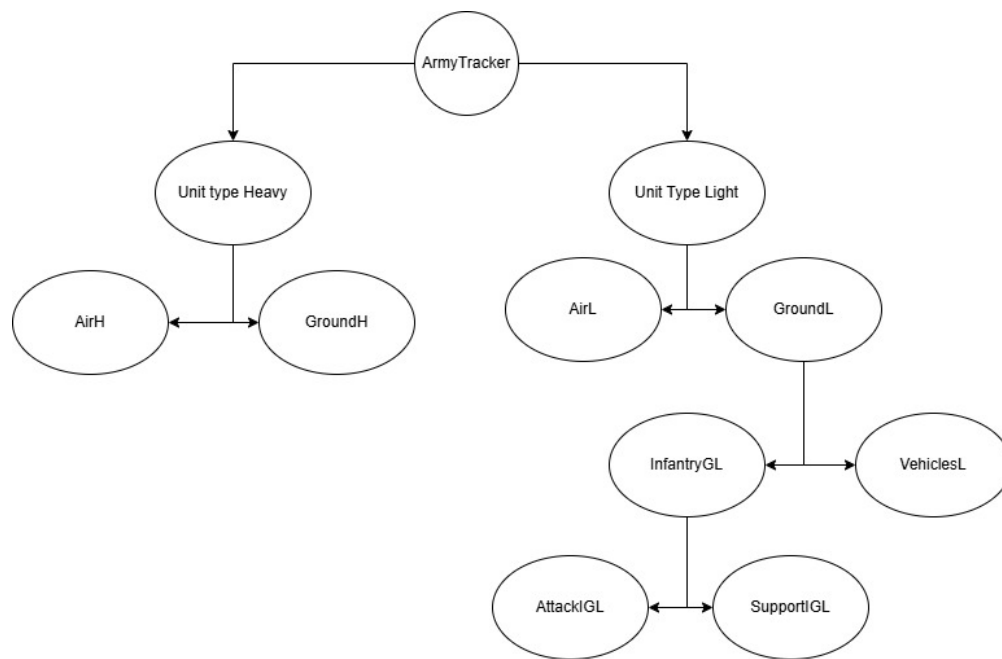 ArmyTracker
Unit type Heavy
Unit Type Light
AirH
GroundH
AirL
GroundL
InfantryGL
VehiclesL
AttackIGL
SupportIGL